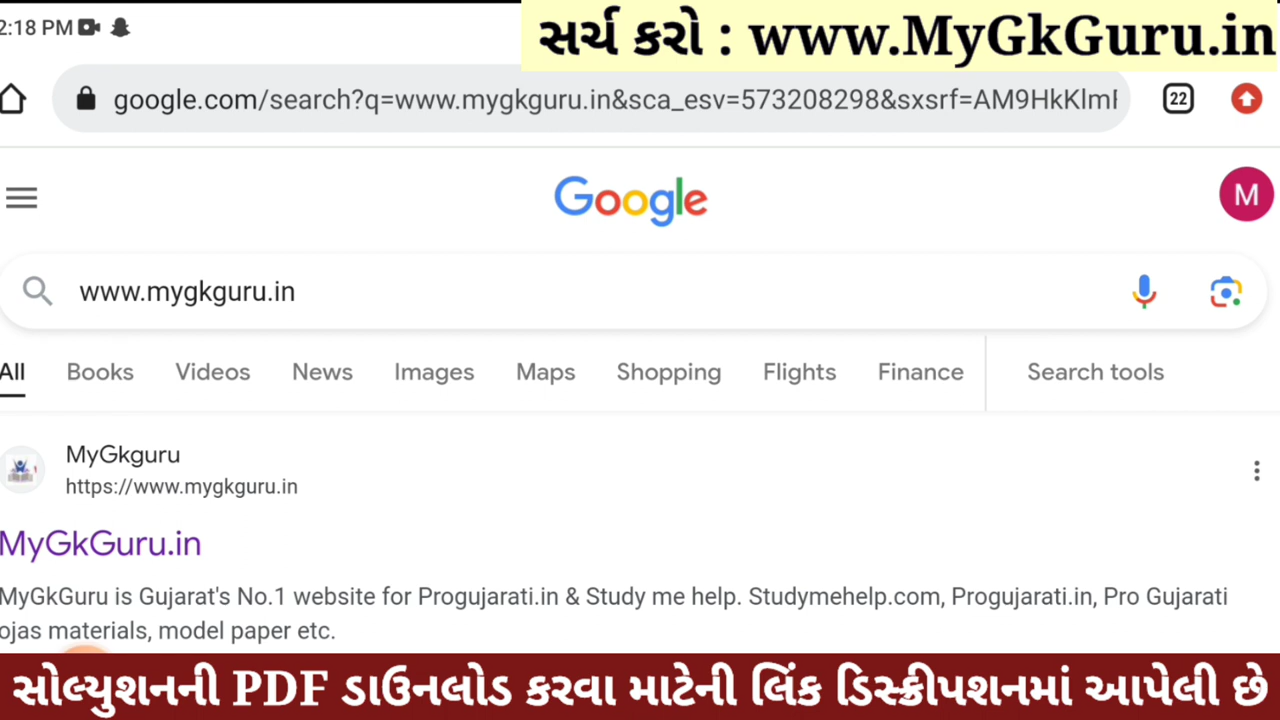 2:18 PM
સર્ચ કરો : www.MyGkGuru.in
google.com/search?q=www.mygkguru.in&sca_esv=573208298&sxsrf=AM9HkKlm
22
Google
M
www.mygkguru.in
All Books Videos News Images Maps Shopping Flights Finance Search tools
MyGkguru
https://www.mygkguru.in
MyGkGuru.in
MyGkGuru is Gujarat's No.1 website for Progujarati.in & Study me help. Studymehelp.com, Progujarati.in, Pro Gujarati
ojas materials, model paper etc.
સોલ્યુશનની PDF ડાઉનલોડ કરવા માટેની લિંક ડિસ્ક્રીપશનમાં આપેલી છે